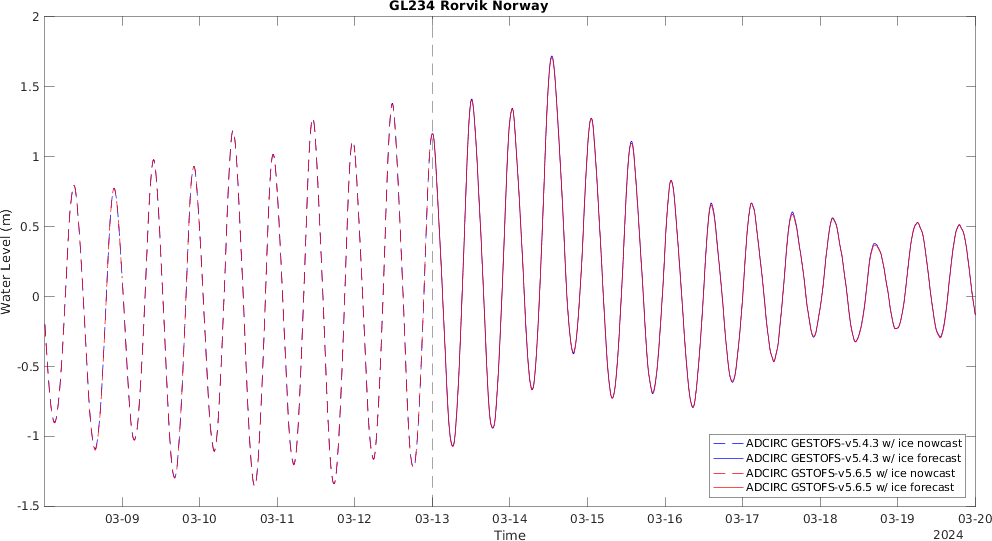 GL234 Rorvik Norway
2
1.5
1
0.5
0
-0.5
-1
-1.5
Water Level (m)
ADCIRC GESTOFS-v5.4.3 w/ ice nowcast
ADCIRC GESTOFS-v5.4.3 w/ ice forecast
ADCIRC GSTOFS-v5.6.5 w/ ice nowcast
ADCIRC GSTOFS-v5.6.5 w/ ice forecast
03-09 03-10 03-11 03-12 03-13 03-14 03-15 03-16 03-17 03-18 03-19 03-20
Time
2024